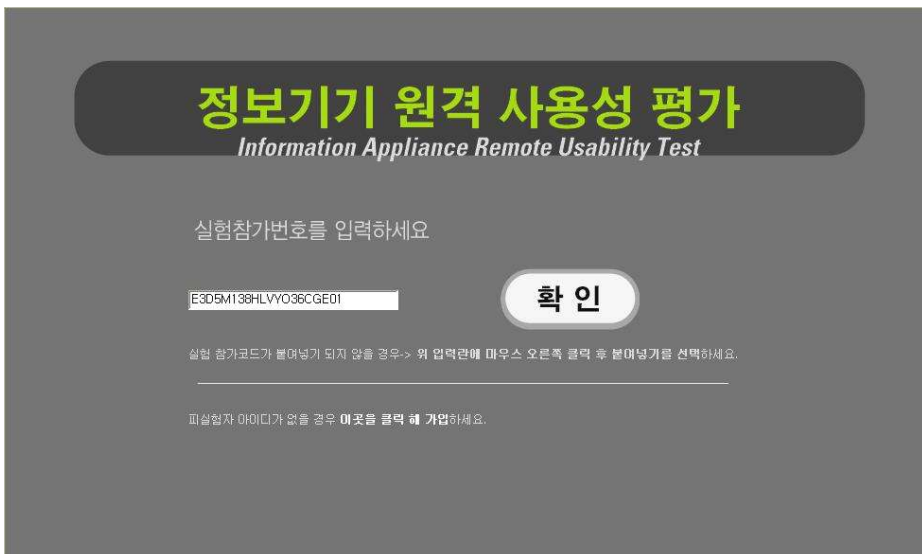 정보기기 원격 사용성 평가
Information Appliance Remote Usability Test
실험참가번호를 입력하세요
E3D5M138HLVYO36CGE01
확 인
실험 참가코드가 붙여넣기 되지 않을 경우-> 위 입력란에 마우스 오른쪽 클릭 후 붙여넣기를 선택하세요.
피실험자 아이디가 없을 경우 이곳을 클릭 해 가입하세요.